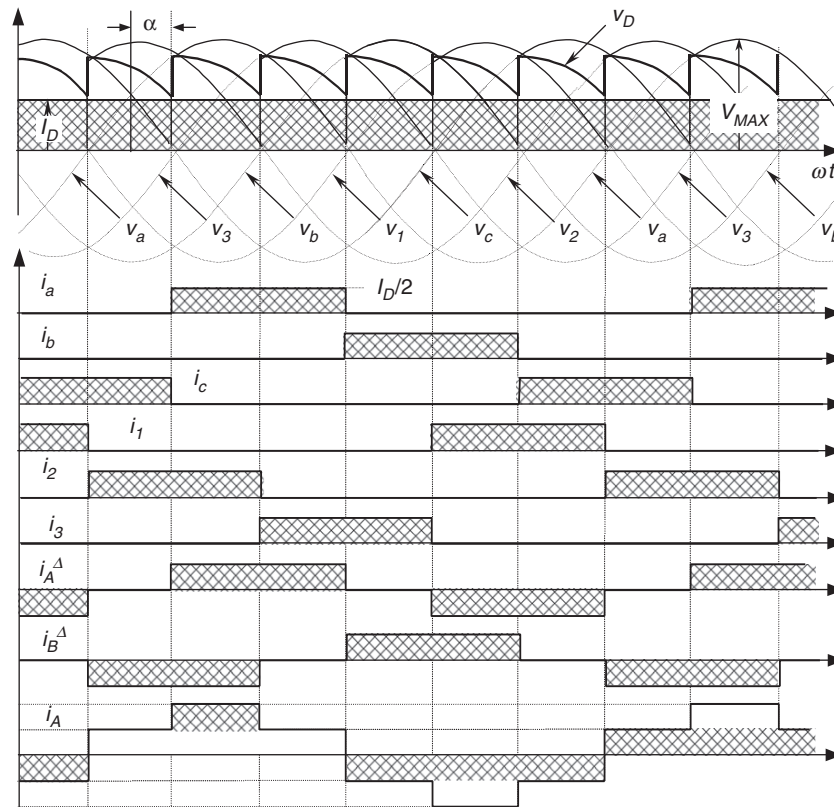 α
v_D
I_D
V_MAX
ωt
v_a v_3 v_b v_1 v_c v_2 v_a v_3 v_b
i_a I_D/2
i_b
i_c
i_1
i_2
i_3
i_A^Δ
i_B^Δ
i_A